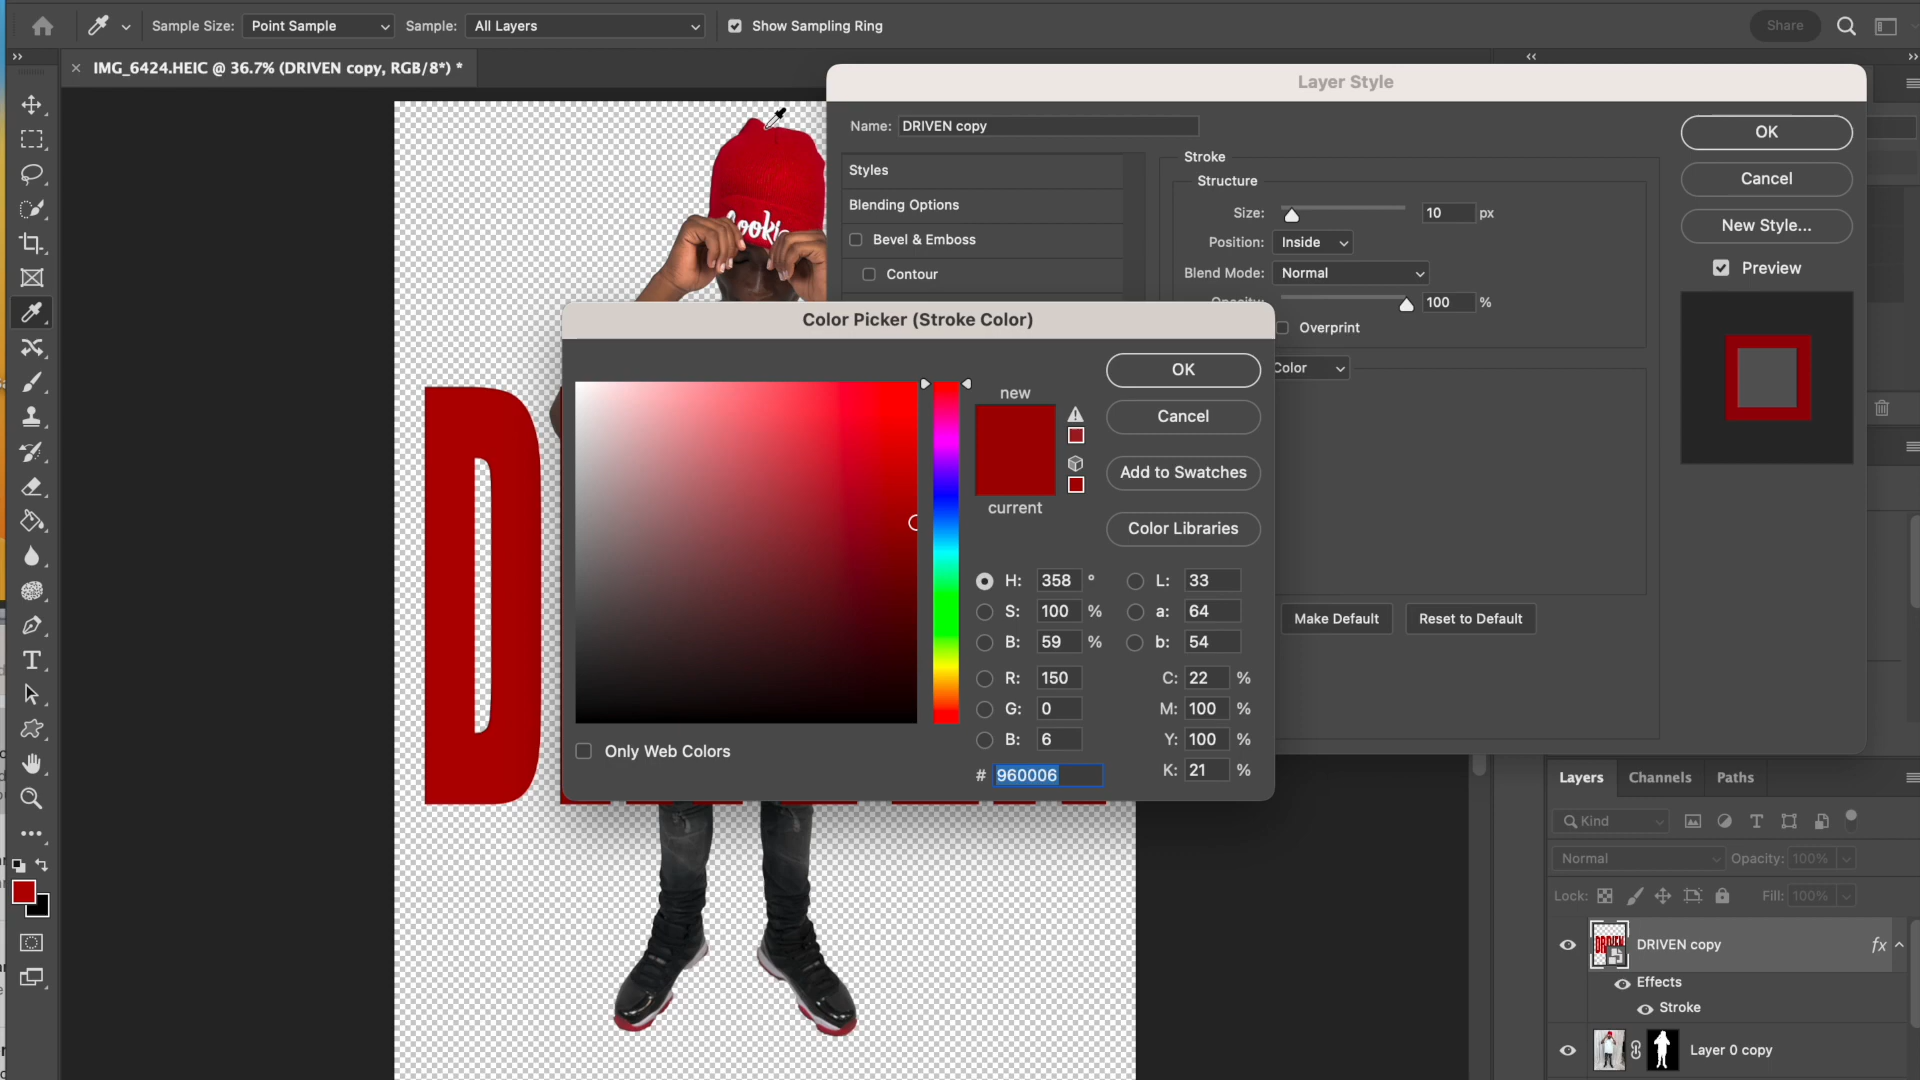 Sample Size: Point Sample Sample: All Layers Show Sampling Ring Share
IMG_6424.HEIC @ 36.7% (DRIVEN copy, RGB/8*) *
Layer Style
Name: DRIVEN copy
OK
Styles
Stroke
Structure
Cancel
Blending Options
Size: 10 px
New Style...
Bevel & Emboss
Position: Inside
Contour
Blend Mode: Normal
Preview
Opacity: 100 %
Color Picker (Stroke Color)
Overprint
OK
Color
new
Cancel
Add to Swatches
current
Color Libraries
H: 358 ° L: 33
S: 100 % a: 64
B: 59 % b: 54
Make Default Reset to Default
R: 150 C: 22 %
G: 0 M: 100 %
B: 6 Y: 100 %
Only Web Colors
# 960006 K: 21 %
D
Layers Channels Paths
Kind
Normal Opacity: 100%
Lock: Fill: 100%
DRIVEN copy fx
Effects
Stroke
Layer 0 copy